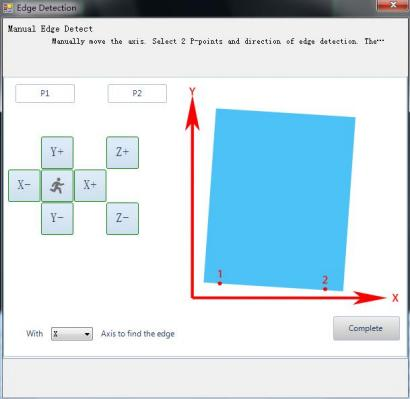 Edge Detection
Manual Edge Detect
Manually move the axis. Select 2 P-points and direction of edge detection. The…
P1
P2
Y
Y+
Z+
X-
X+
Y-
Z-
1
2
X
With X Axis to find the edge
Complete